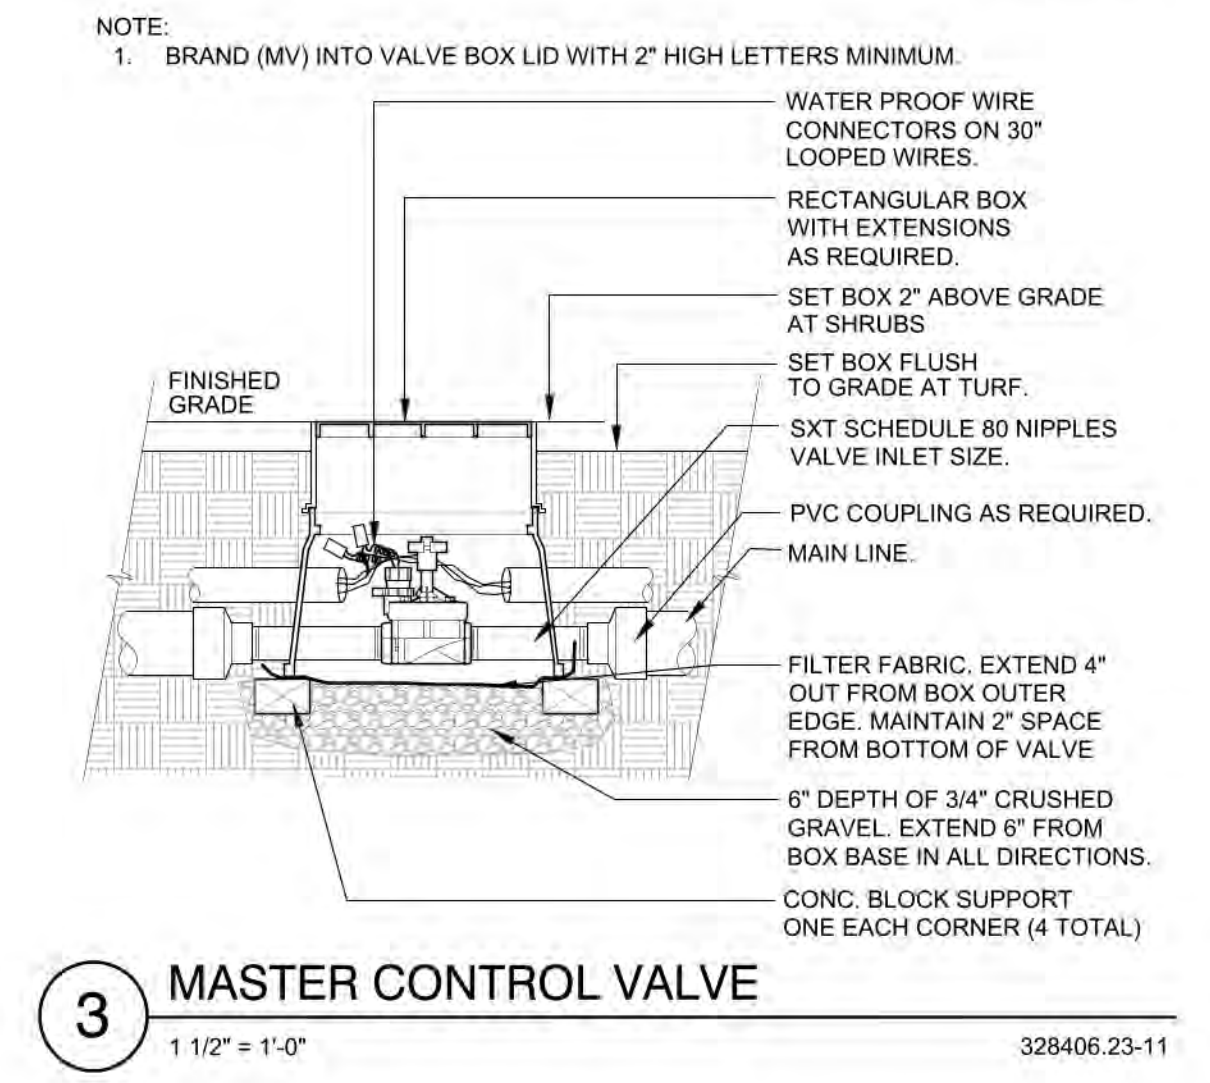 NOTE:
1. BRAND (MV) INTO VALVE BOX LID WITH 2" HIGH LETTERS MINIMUM.
WATER PROOF WIRE
CONNECTORS ON 30"
LOOPED WIRES.
RECTANGULAR BOX
WITH EXTENSIONS
AS REQUIRED.
SET BOX 2" ABOVE GRADE
AT SHRUBS
SET BOX FLUSH
TO GRADE AT TURF.
FINISHED
GRADE
SXT SCHEDULE 80 NIPPLES
VALVE INLET SIZE.
PVC COUPLING AS REQUIRED.
MAIN LINE.
FILTER FABRIC. EXTEND 4"
OUT FROM BOX OUTER
EDGE. MAINTAIN 2" SPACE
FROM BOTTOM OF VALVE
6" DEPTH OF 3/4" CRUSHED
GRAVEL. EXTEND 6" FROM
BOX BASE IN ALL DIRECTIONS.
CONC. BLOCK SUPPORT
ONE EACH CORNER (4 TOTAL)
3
MASTER CONTROL VALVE
1 1/2" = 1'-0"
328406.23-11